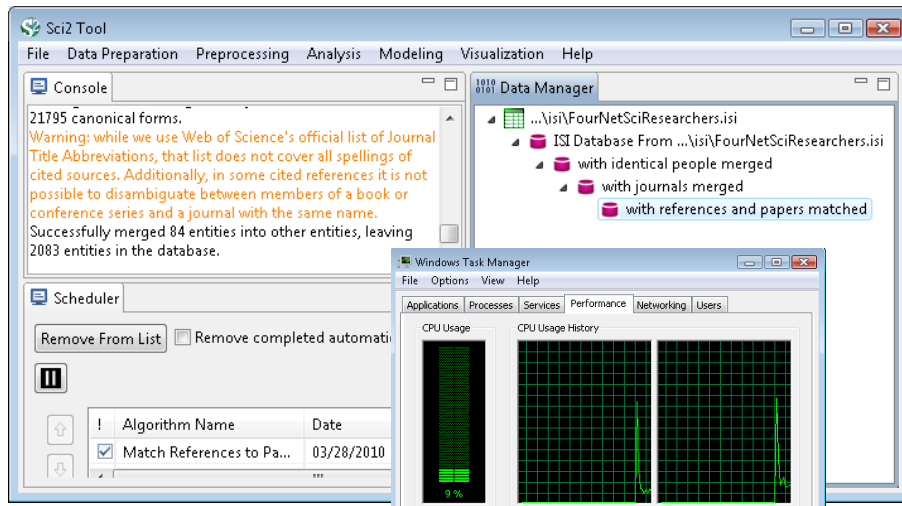 Sci2 Tool
File Data Preparation Preprocessing Analysis Modeling Visualization Help
Console
21795 canonical forms.
Warning: while we use Web of Science's official list of Journal
Title Abbreviations, that list does not cover all spellings of
cited sources. Additionally, in some cited references it is not
possible to disambiguate between members of a book or
conference series and a journal with the same name.
Successfully merged 84 entities into other entities, leaving
2083 entities in the database.
1010 0101 Data Manager
...\isi\FourNetSciResearchers.isi
ISI Database From ...\isi\FourNetSciResearchers.isi
with identical people merged
with journals merged
with references and papers matched
Scheduler
Remove From List Remove completed automati
! Algorithm Name Date
Match References to Pa... 03/28/2010
Windows Task Manager
File Options View Help
Applications Processes Services Performance Networking Users
CPU Usage CPU Usage History
9 %